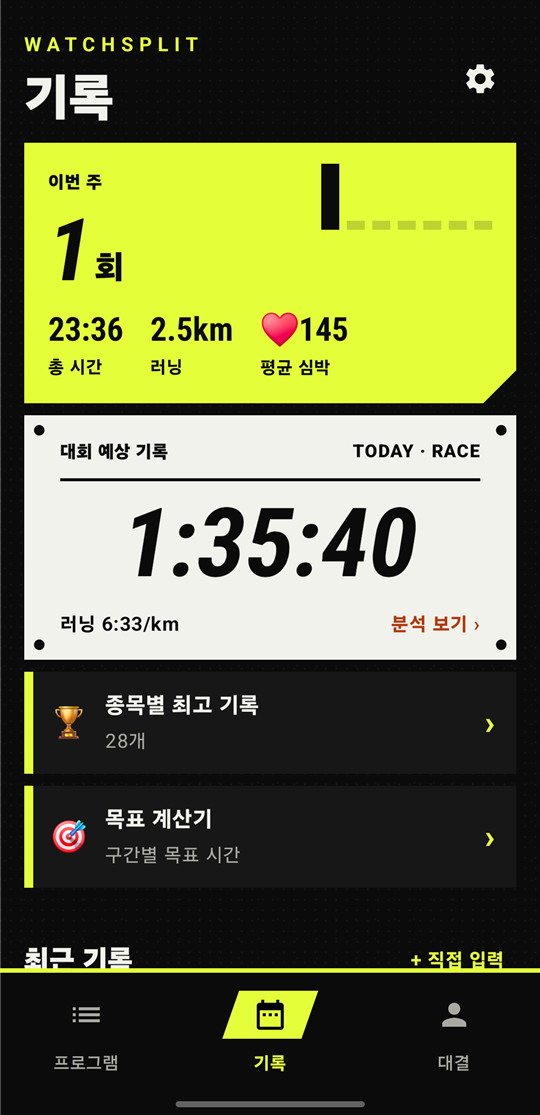 WATCHSPLIT
기록
이번 주
1회
23:36 2.5km ❤️145
총 시간 러닝 평균 심박
대회 예상 기록 TODAY · RACE
1:35:40
러닝 6:33/km 분석 보기 ›
종목별 최고 기록
28개 ›
목표 계산기
구간별 목표 시간 ›
최근 기록 + 직접 입력
프로그램 기록 대결